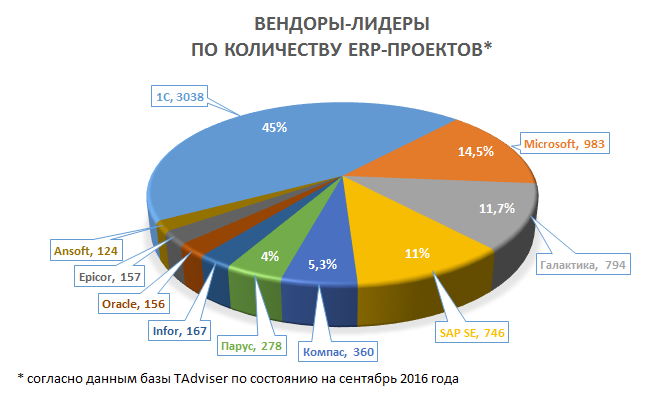 ВЕНДОРЫ-ЛИДЕРЫ
ПО КОЛИЧЕСТВУ ERP-ПРОЕКТОВ*
1С, 3038
45%
14,5%
Microsoft, 983
11,7%
Галактика, 794
11%
SAP SE, 746
5,3%
Компас, 360
4%
Парус, 278
Infor, 167
Oracle, 156
Epicor, 157
Ansoft, 124
* согласно данным базы TAdviser по состоянию на сентябрь 2016 года